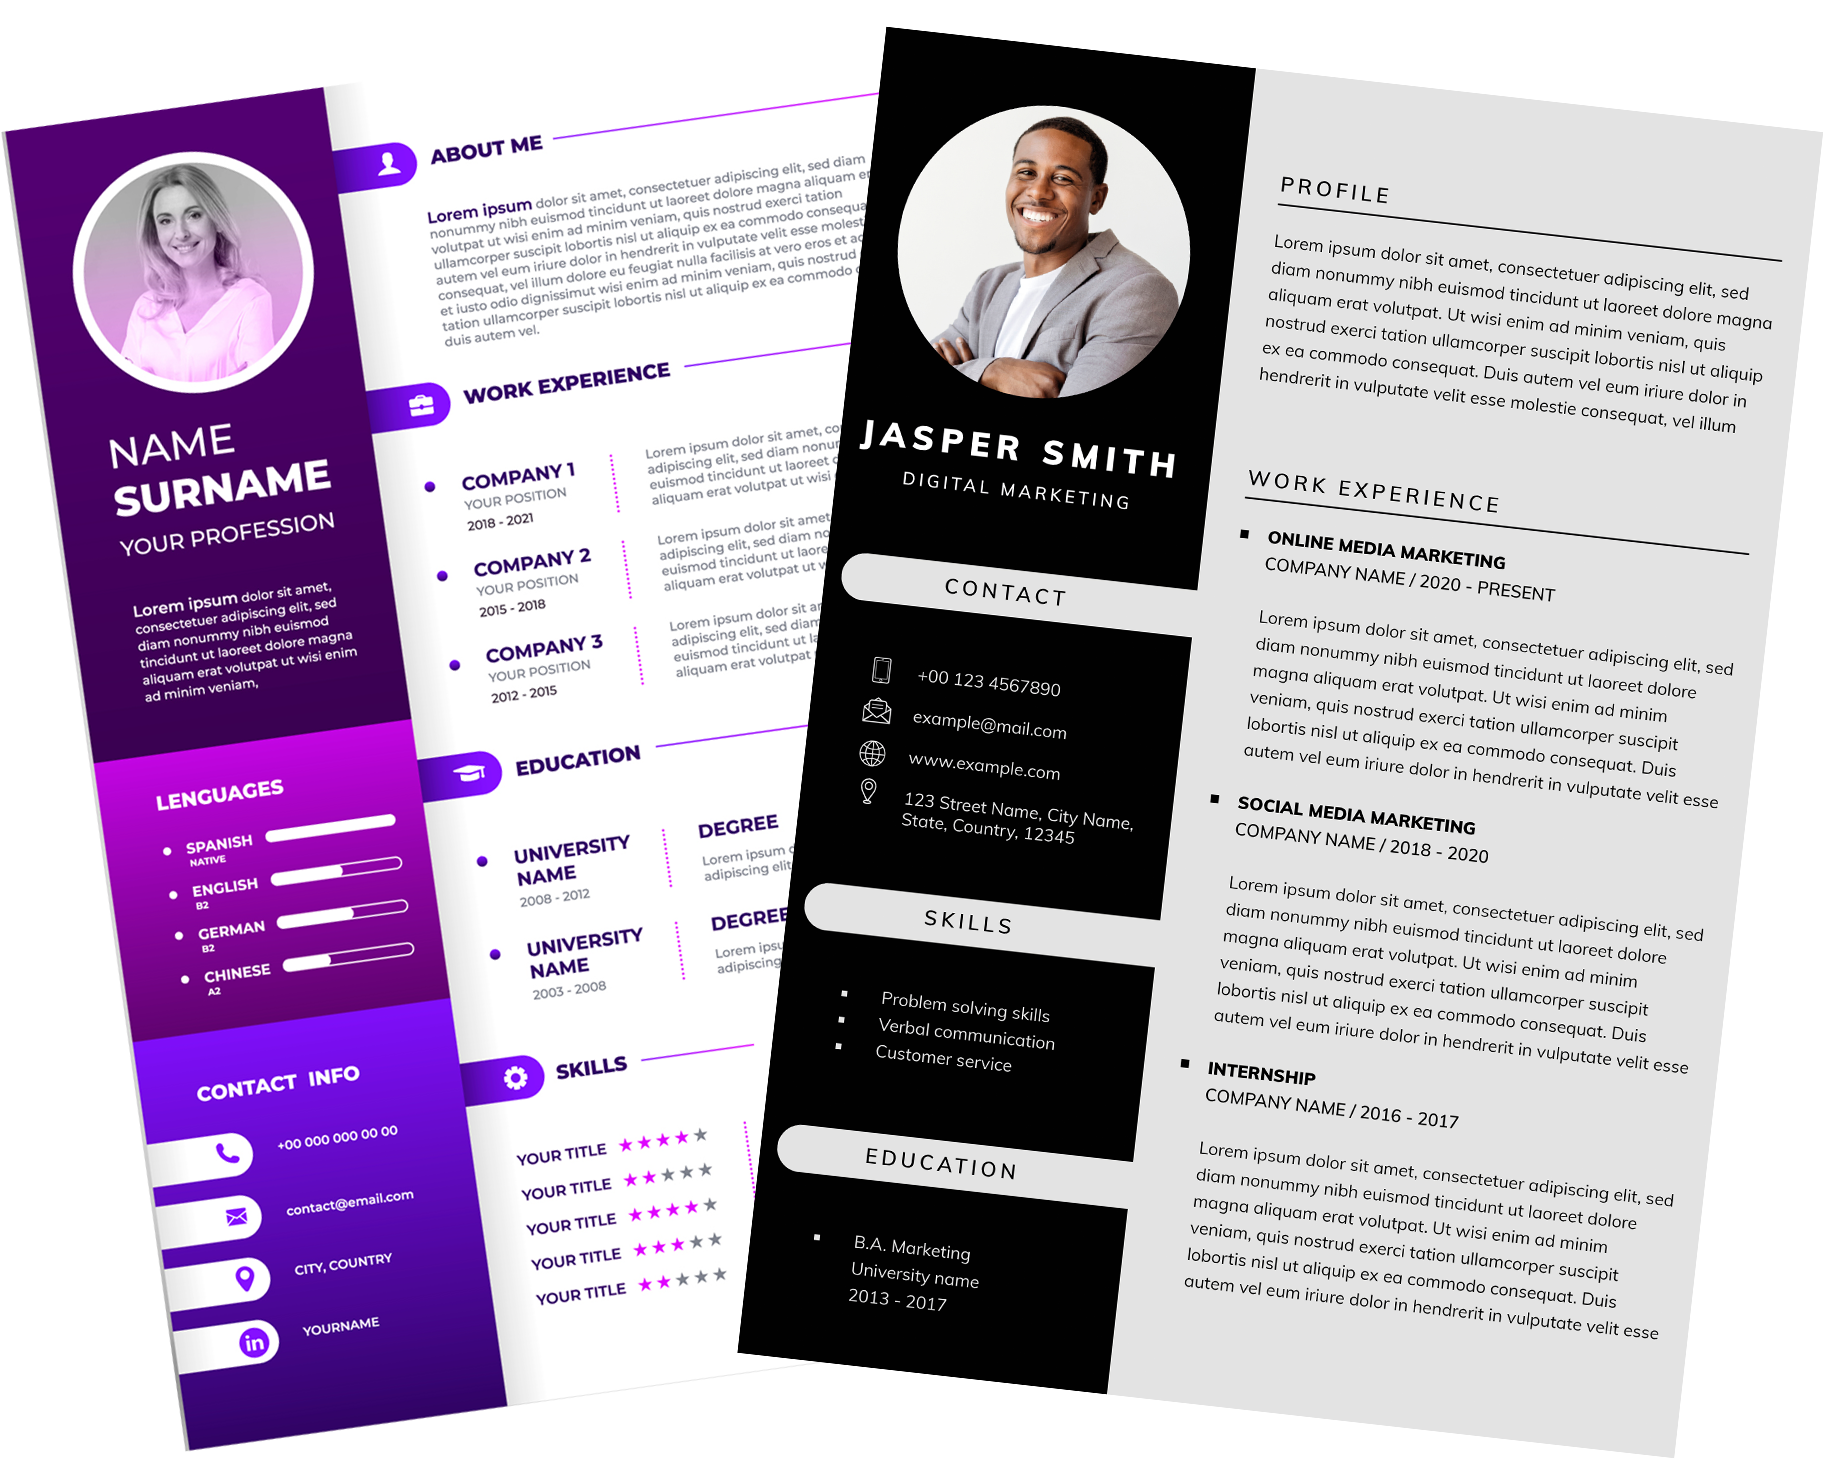 NAME
SURNAME
YOUR PROFESSION
Lorem ipsum dolor sit amet,
consectetuer adipiscing elit, sed
diam nonummy nibh euismod
tincidunt ut laoreet dolore magna
aliquam erat volutpat ut wisi enim
ad minim veniam,
LENGUAGES
SPANISH
NATIVE
ENGLISH
B2
GERMAN
B2
CHINESE
A2
CONTACT INFO
+00 000 000 00 00
contact@email.com
CITY, COUNTRY
in YOURNAME
ABOUT ME
Lorem ipsum dolor sit amet, consectetuer adipiscing elit, sed diam
nonummy nibh euismod tincidunt ut laoreet dolore magna aliquam
volutpat ut wisi enim ad minim veniam, quis nostrud exerci tation
ullamcorper suscipit lobortis nisl ut aliquip ex ea commodo
autem vel eum iriure dolor in hendrerit in vulputate velit esse
consequat, vel illum dolore eu feugiat nulla facilisis at vero eros et
et iusto odio dignissimut wisi enim ad minim veniam, quis nostrud
tation ullamcorper suscipit lobortis nisl ut aliquip ex ea commodo
duis autem vel.
WORK EXPERIENCE
COMPANY 1
YOUR POSITION
2018 - 2021
Lorem ipsum dolor sit amet,
adipiscing elit, sed diam
euismod tincidunt ut laoreet
aliquam erat volutpat ut wisi
COMPANY 2
YOUR POSITION
2015 - 2018
Lorem ipsum dolor sit amet
adipiscing elit, sed diam
euismod tincidunt ut
aliquam erat volutpat ut
COMPANY 3
YOUR POSITION
2012 - 2015
Lorem ipsum dolor sit
adipiscing elit, sed diam
euismod tincidunt ut
aliquam erat volutpat
EDUCATION
UNIVERSITY
NAME
2008 - 2012
DEGREE
Lorem ipsum
adipiscing elit
UNIVERSITY
NAME
2003 - 2008
DEGREE
Lorem
adipiscing
SKILLS
YOUR TITLE
YOUR TITLE
YOUR TITLE
YOUR TITLE
YOUR TITLE
JASPER SMITH
DIGITAL MARKETING
CONTACT
+00 123 4567890
example@mail.com
www.example.com
123 Street Name, City Name,
State, Country, 12345
SKILLS
Problem solving skills
Verbal communication
Customer service
EDUCATION
B.A. Marketing
University name
2013 - 2017
PROFILE
Lorem ipsum dolor sit amet, consectetuer adipiscing elit, sed
diam nonummy nibh euismod tincidunt ut laoreet dolore magna
aliquam erat volutpat. Ut wisi enim ad minim veniam, quis
nostrud exerci tation ullamcorper suscipit lobortis nisl ut aliquip
ex ea commodo consequat. Duis autem vel eum iriure dolor in
hendrerit in vulputate velit esse molestie consequat, vel illum
WORK EXPERIENCE
ONLINE MEDIA MARKETING
COMPANY NAME / 2020 - PRESENT
Lorem ipsum dolor sit amet, consectetuer adipiscing elit, sed
diam nonummy nibh euismod tincidunt ut laoreet dolore
magna aliquam erat volutpat. Ut wisi enim ad minim
veniam, quis nostrud exerci tation ullamcorper suscipit
lobortis nisl ut aliquip ex ea commodo consequat. Duis
autem vel eum iriure dolor in hendrerit in vulputate velit esse
SOCIAL MEDIA MARKETING
COMPANY NAME / 2018 - 2020
Lorem ipsum dolor sit amet, consectetuer adipiscing elit, sed
diam nonummy nibh euismod tincidunt ut laoreet dolore
magna aliquam erat volutpat. Ut wisi enim ad minim
veniam, quis nostrud exerci tation ullamcorper suscipit
lobortis nisl ut aliquip ex ea commodo consequat. Duis
autem vel eum iriure dolor in hendrerit in vulputate velit esse
INTERNSHIP
COMPANY NAME / 2016 - 2017
Lorem ipsum dolor sit amet, consectetuer adipiscing elit, sed
diam nonummy nibh euismod tincidunt ut laoreet dolore
magna aliquam erat volutpat. Ut wisi enim ad minim
veniam, quis nostrud exerci tation ullamcorper suscipit
lobortis nisl ut aliquip ex ea commodo consequat. Duis
autem vel eum iriure dolor in hendrerit in vulputate velit esse